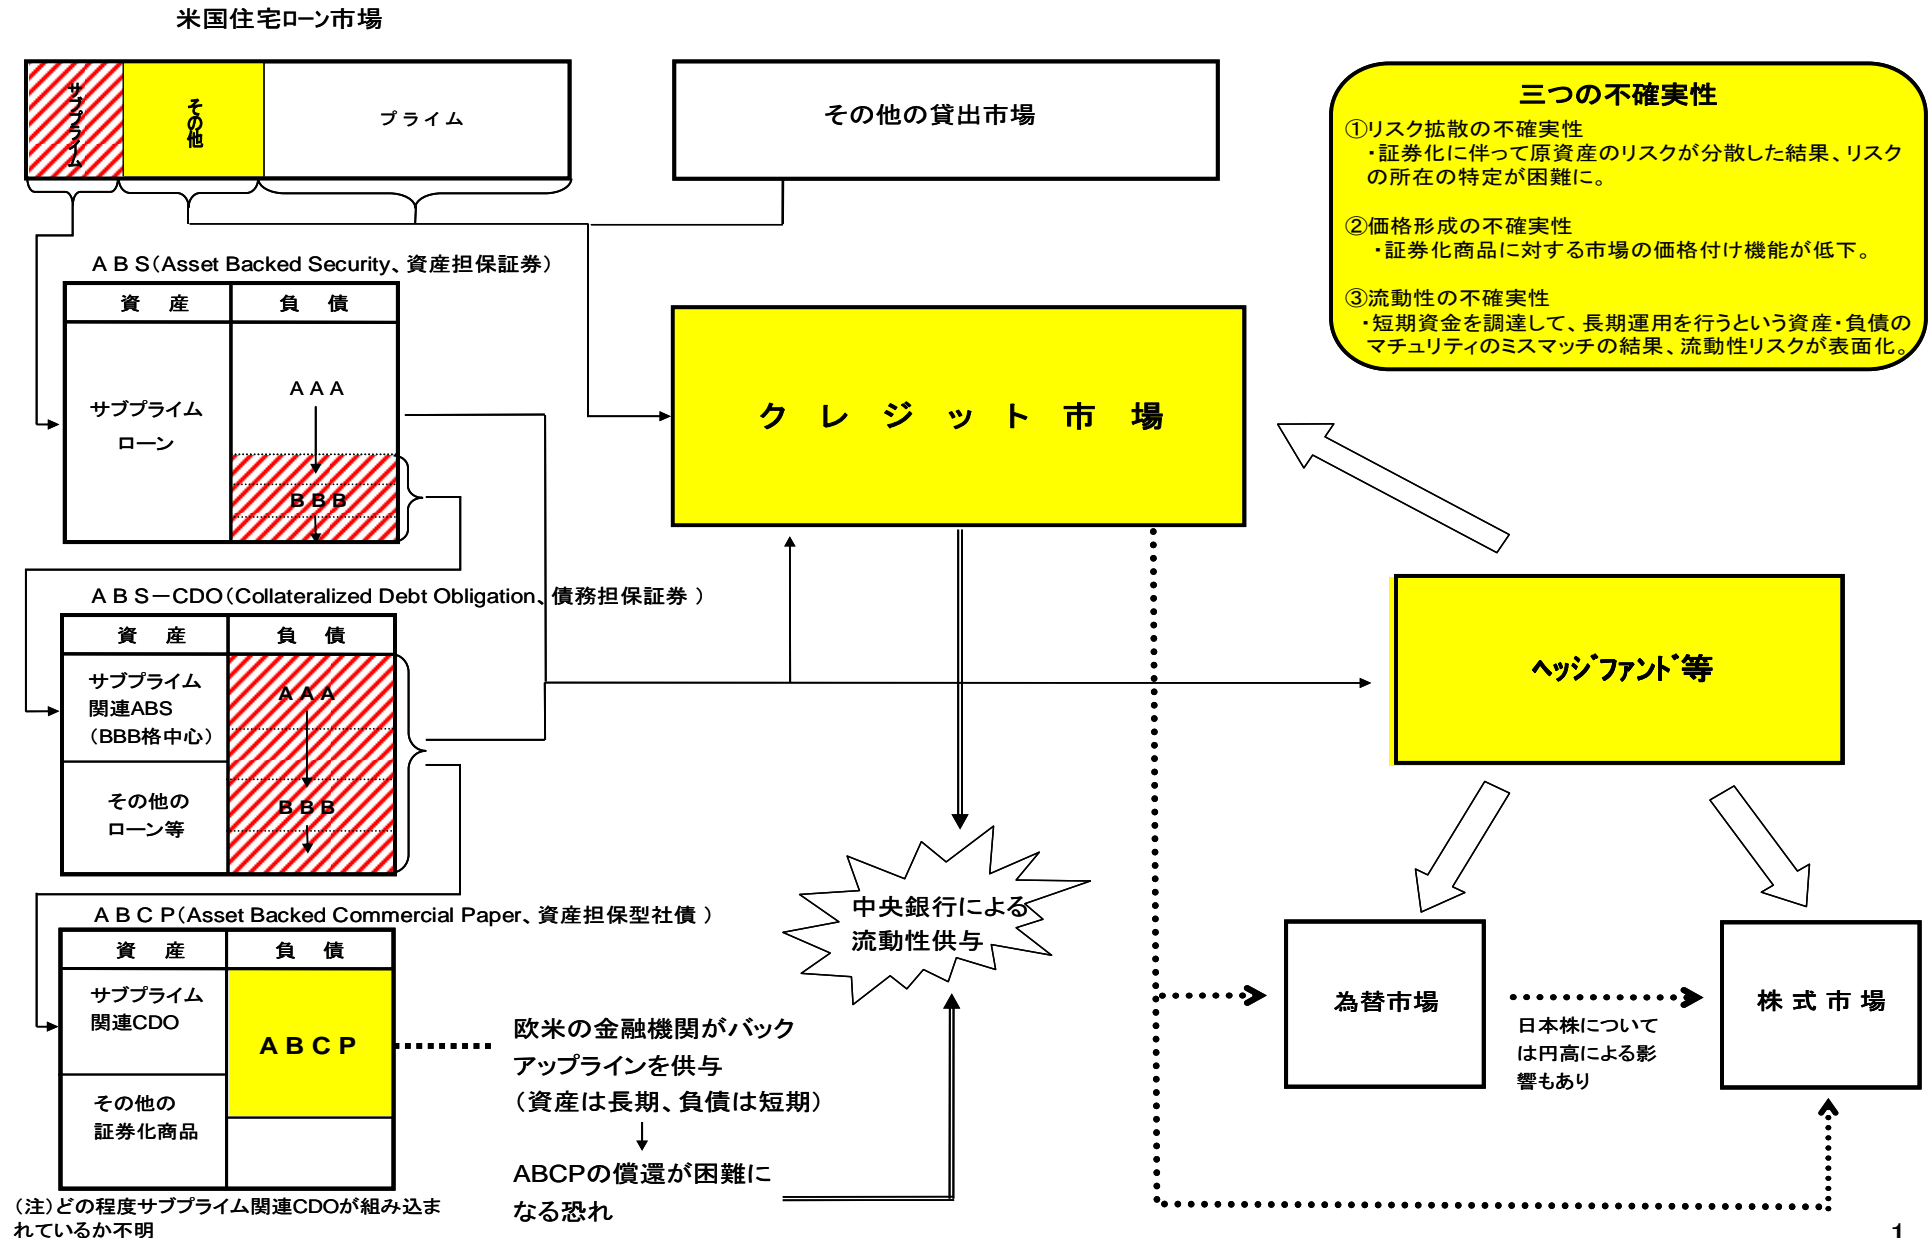 米国住宅ローン市場
サブプライム
その他
プライム
その他の貸出市場
三つの不確実性
①リスク拡散の不確実性
・証券化に伴って原資産のリスクが分散した結果、リスク
の所在の特定が困難に。
②価格形成の不確実性
・証券化商品に対する市場の価格付け機能が低下。
③流動性の不確実性
・短期資金を調達して、長期運用を行うという資産・負債の
マチュリティのミスマッチの結果、流動性リスクが表面化。
ABS(Asset Backed Security、資産担保証券)
資 産
負 債
サブプライム
ローン
AAA
BBB
クレジット市場
ABS-CDO(Collateralized Debt Obligation、債務担保証券 )
資 産
負 債
サブプライム
関連ABS
(BBB格中心)
その他の
ローン等
AAA
BBB
ヘッジファンド等
中央銀行による
流動性供与
ABCP(Asset Backed Commercial Paper、資産担保型社債 )
資 産
負 債
サブプライム
関連CDO
その他の
証券化商品
ABCP
欧米の金融機関がバック
アップラインを供与
(資産は長期、負債は短期)
ABCPの償還が困難に
なる恐れ
為替市場
日本株について
は円高による影
響もあり
株式市場
(注)どの程度サブプライム関連CDOが組み込ま
れているか不明
1